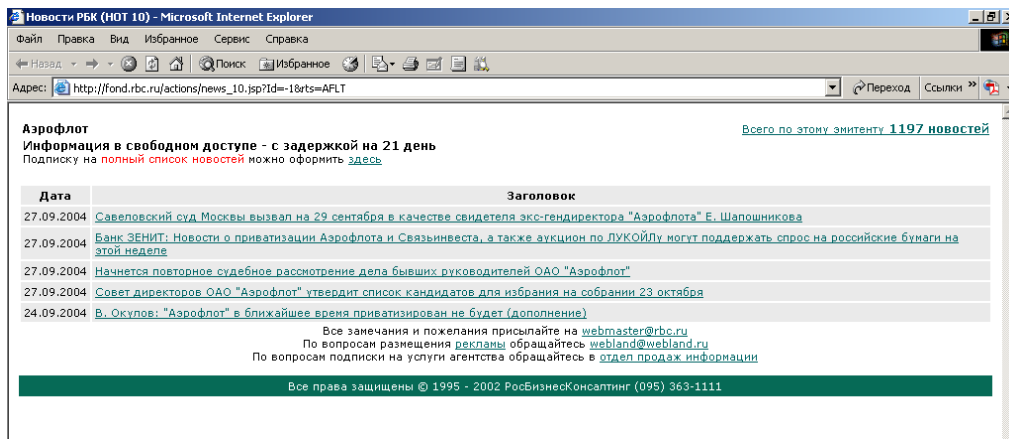 Новости РБК (HOT 10) - Microsoft Internet Explorer
Файл Правка Вид Избранное Сервис Справка
Назад Поиск Избранное
Адрес: http://fond.rbc.ru/actions/news_10.jsp?Id=-1&rts=AFLT Переход Ссылки »
Аэрофлот Всего по этому эмитенту 1197 новостей
Информация в свободном доступе - с задержкой на 21 день
Подписку на полный список новостей можно оформить здесь
Дата Заголовок
27.09.2004 Савеловский суд Москвы вызвал на 29 сентября в качестве свидетеля экс-гендиректора "Аэрофлота" Е. Шапошникова
27.09.2004 Банк ЗЕНИТ: Новости о приватизации Аэрофлота и Связьинвеста, а также аукцион по ЛУКОЙЛу могут поддержать спрос на российские бумаги на
этой неделе
27.09.2004 Начнется повторное судебное рассмотрение дела бывших руководителей ОАО "Аэрофлот"
27.09.2004 Совет директоров ОАО "Аэрофлот" утвердит список кандидатов для избрания на собрании 23 октября
24.09.2004 В. Окулов: "Аэрофлот" в ближайшее время приватизирован не будет (дополнение)
Все замечания и пожелания присылайте на webmaster@rbc.ru
По вопросам размещения рекламы обращайтесь webland@webland.ru
По вопросам подписки на услуги агентства обращайтесь в отдел продаж информации
Все права защищены © 1995 - 2002 РосБизнесКонсалтинг (095) 363-1111